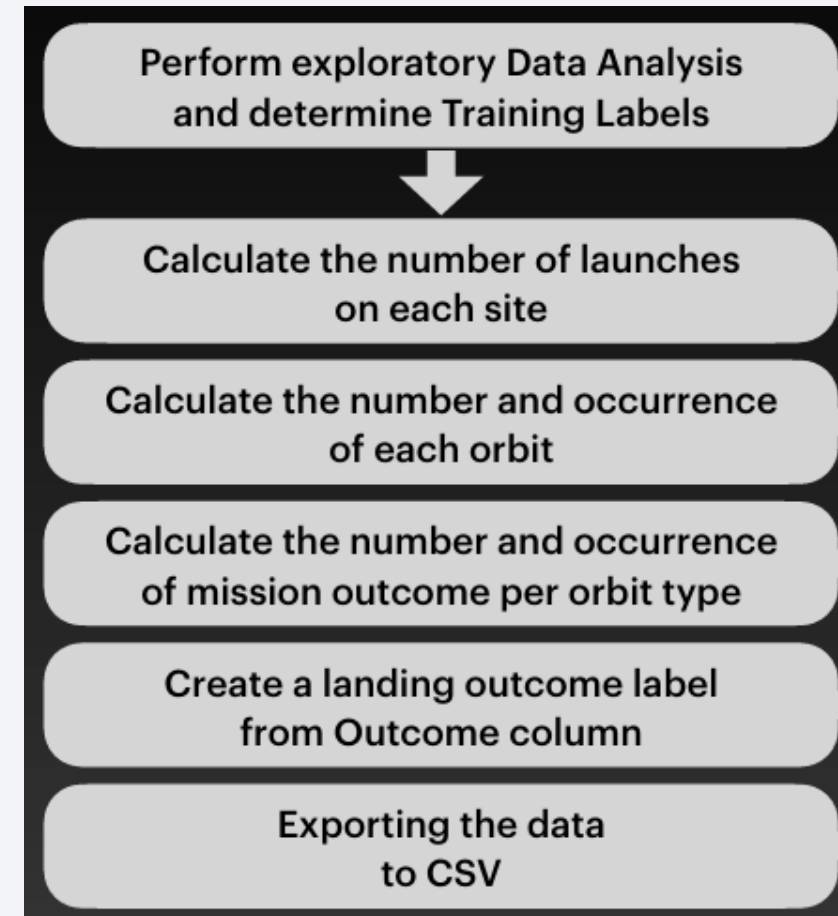 Perform exploratory Data Analysis
and determine Training Labels
Calculate the number of launches
on each site
Calculate the number and occurrence
of each orbit
Calculate the number and occurrence
of mission outcome per orbit type
Create a landing outcome label
from Outcome column
Exporting the data
to CSV